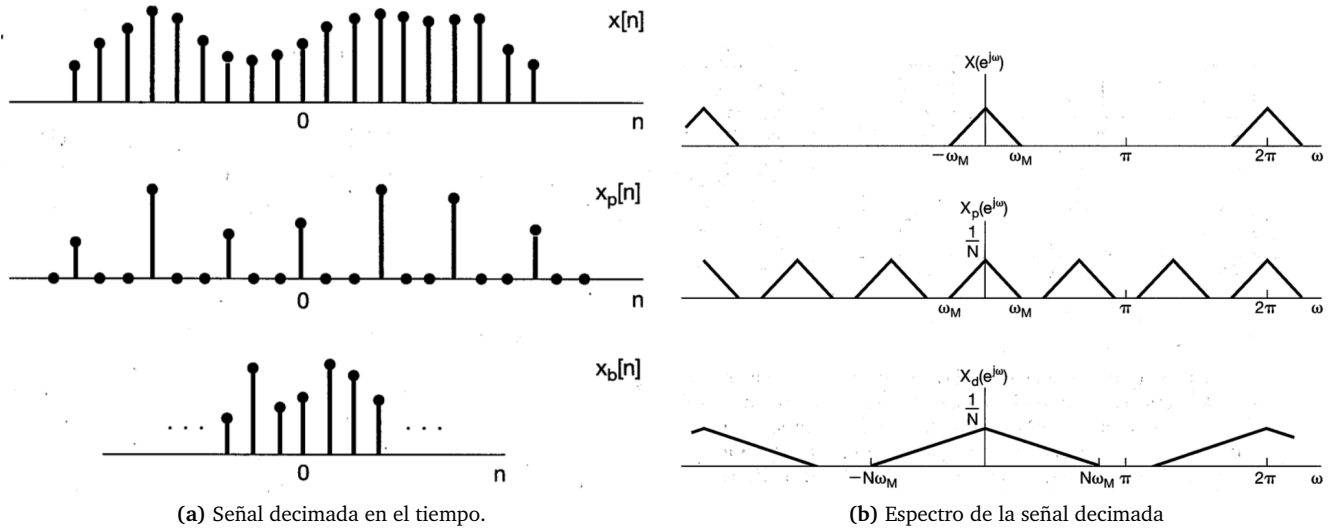 x[n]
0
n
x_p[n]
0
n
x_b[n]
. . .
. . .
0
n
(a) Señal decimada en el tiempo.
X(e^{jω})
−ω_M
ω_M
π
2π
ω
X_p(e^{jω})
1/N
ω_M
ω_M
π
2π
ω
X_d(e^{jω})
1/N
−Nω_M
Nω_M
π
2π
ω
(b) Espectro de la señal decimada